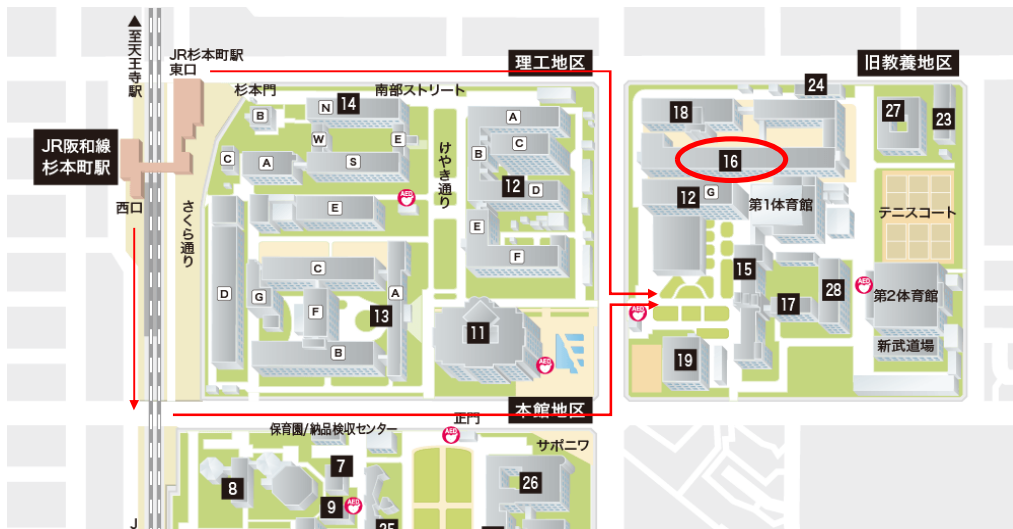 ▲至天王寺駅
JR杉本町駅
東口
理工地区
旧教養地区
杉本門
南部ストリート
B
N
14
W
E
S
A
C
A
C
B
D
12
E
F
けやき通り
AED
24
18
27
23
16
12
G
第1体育館
テニスコート
JR阪和線
杉本町駅
西口
さくら通り
E
D
C
G
F
A
13
B
11
AED
15
17
28
AED
第2体育館
新武道場
AED
19
本館地区
正門
保育園/納品検収センター
AED
サポニワ
7
8
9
AED
26
25
J